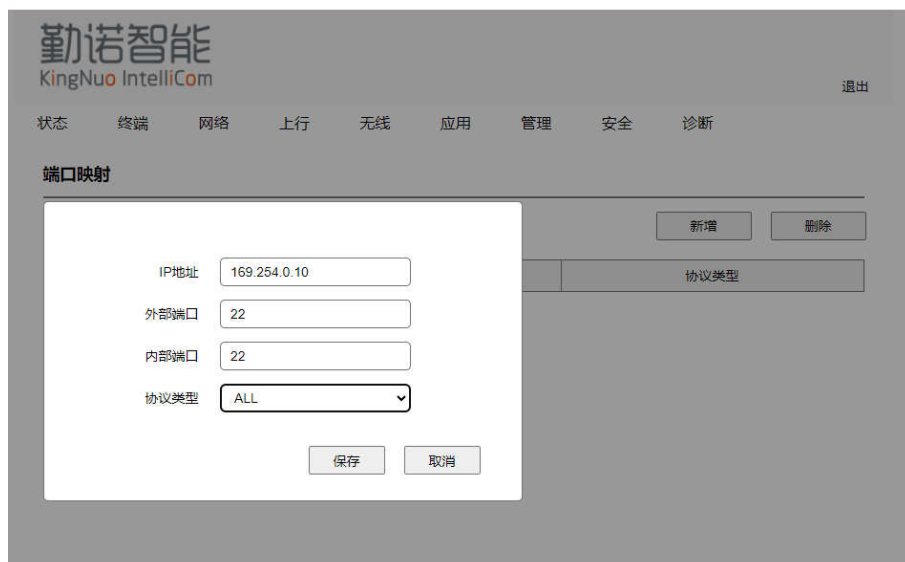 勤诺智能
KingNuo IntelliCom
退出
状态 终端 网络 上行 无线 应用 管理 安全 诊断
端口映射
新增 删除
IP地址 169.254.0.10
协议类型
外部端口 22
内部端口 22
协议类型 ALL
保存 取消